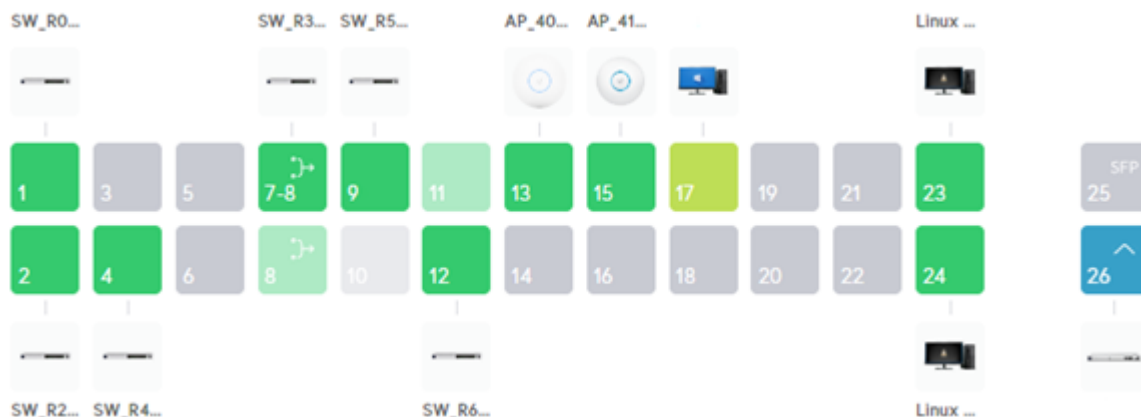 SW_R0... SW_R3... SW_R5... AP_40... AP_41... Linux ...
1 3 5 7-8 9 11 13 15 17 19 21 23 SFP 25
2 4 6 8 10 12 14 16 18 20 22 24 26
SW_R2... SW_R4... SW_R6... Linux ...